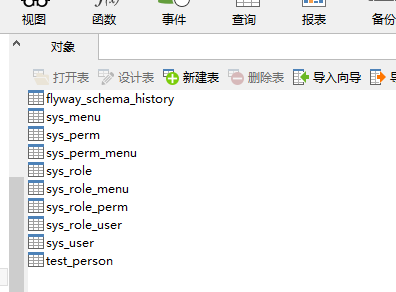 视图 函数 事件 查询 报表 备份
对象
打开表 设计表 新建表 删除表 导入向导
flyway_schema_history
sys_menu
sys_perm
sys_perm_menu
sys_role
sys_role_menu
sys_role_perm
sys_role_user
sys_user
test_person